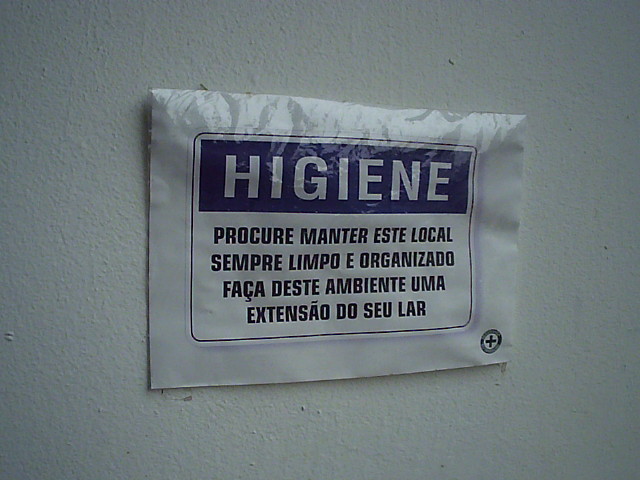 HIGIENE
PROCURE MANTER ESTE LOCAL
SEMPRE LIMPO E ORGANIZADO
FAÇA DESTE AMBIENTE UMA
EXTENSÃO DO SEU LAR